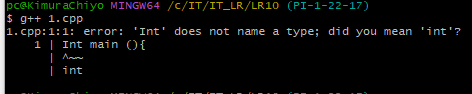 pc@KimuraChiyo MINGW64 /c/IT/IT_LR/LR10 (PI-1-22-17)
$ g++ 1.cpp
1.cpp:1:1: error: 'Int' does not name a type; did you mean 'int'?
    1 | Int main (){
      | ^~~
      | int